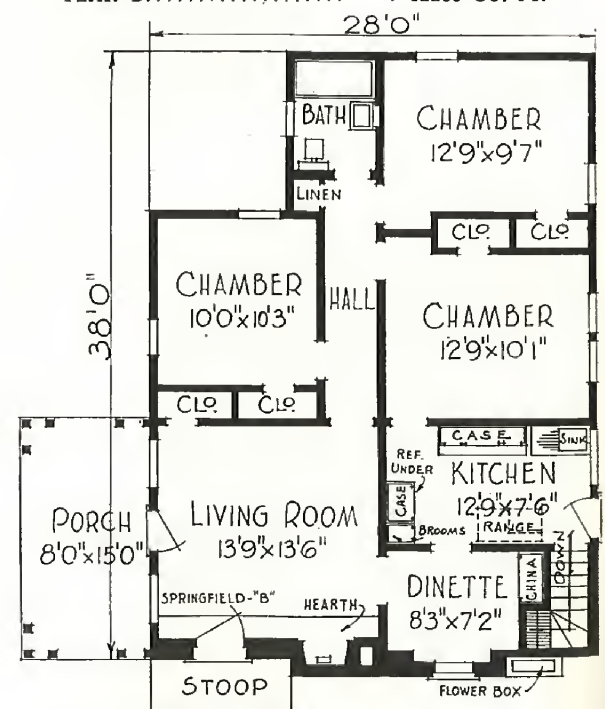 28'0"
38'0"
BATH
CHAMBER
12'9"x9'7"
LINEN
CLO.
CLO.
CHAMBER
10'0"x10'3"
HALL
CHAMBER
12'9"x10'1"
CLO.
CLO.
CASE
SINK
REF.
UNDER
CASE
KITCHEN
12'9"x7'6"
RANGE
BROOMS
PORCH
8'0"x15'0"
LIVING ROOM
13'9"x13'6"
DOWN
CHINA
DINETTE
8'3"x7'2"
SPRINGFIELD-"B"
HEARTH
STOOP
FLOWER BOX